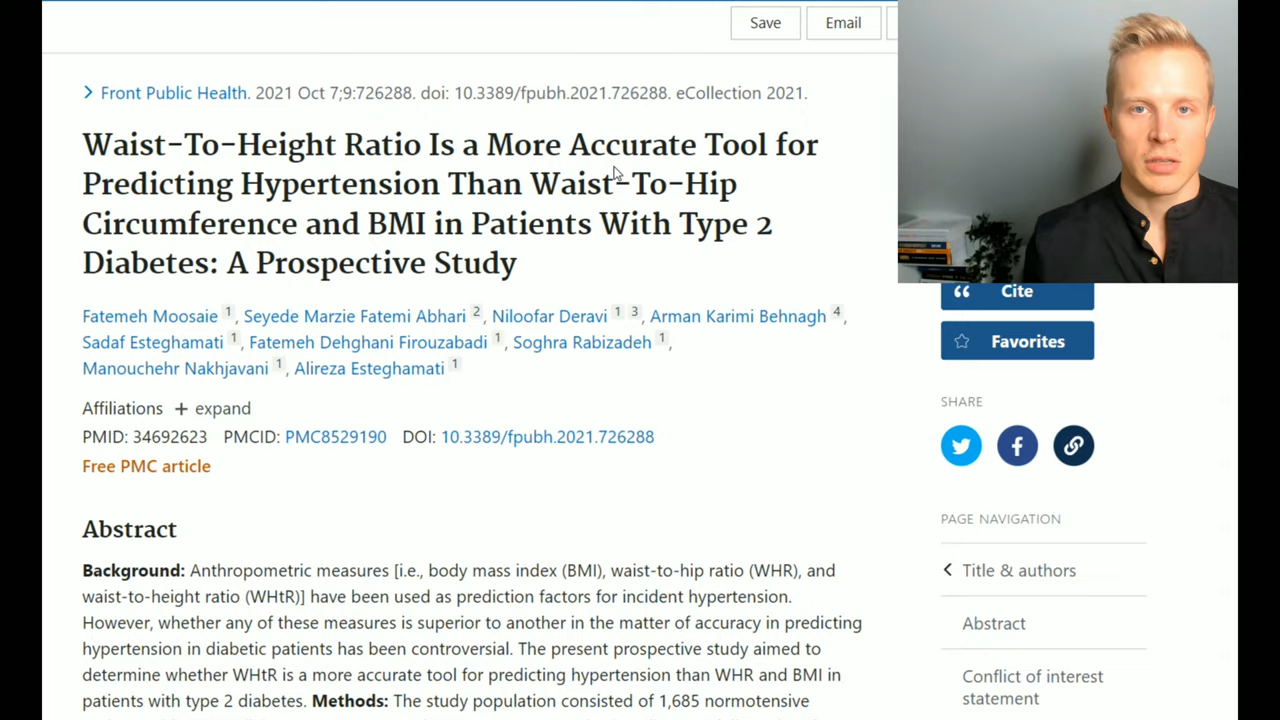 Save
Email
Front Public Health. 2021 Oct 7;9:726288. doi: 10.3389/fpubh.2021.726288. eCollection 2021.
Waist-To-Height Ratio Is a More Accurate Tool for
Predicting Hypertension Than Waist-To-Hip
Circumference and BMI in Patients With Type 2
Diabetes: A Prospective Study
Fatemeh Moosaie 1, Seyede Marzie Fatemi Abhari 2, Niloofar Deravi 1 3, Arman Karimi Behnagh 4,
Sadaf Esteghamati 1, Fatemeh Dehghani Firouzabadi 1, Soghra Rabizadeh 1,
Manouchehr Nakhjavani 1, Alireza Esteghamati 1
Affiliations + expand
PMID: 34692623 PMCID: PMC8529190 DOI: 10.3389/fpubh.2021.726288
Free PMC article
Abstract
Background: Anthropometric measures [i.e., body mass index (BMI), waist-to-hip ratio (WHR), and
waist-to-height ratio (WHtR)] have been used as prediction factors for incident hypertension.
However, whether any of these measures is superior to another in the matter of accuracy in predicting
hypertension in diabetic patients has been controversial. The present prospective study aimed to
determine whether WHtR is a more accurate tool for predicting hypertension than WHR and BMI in
patients with type 2 diabetes. Methods: The study population consisted of 1,685 normotensive
Cite
Favorites
SHARE
PAGE NAVIGATION
Title & authors
Abstract
Conflict of interest
statement